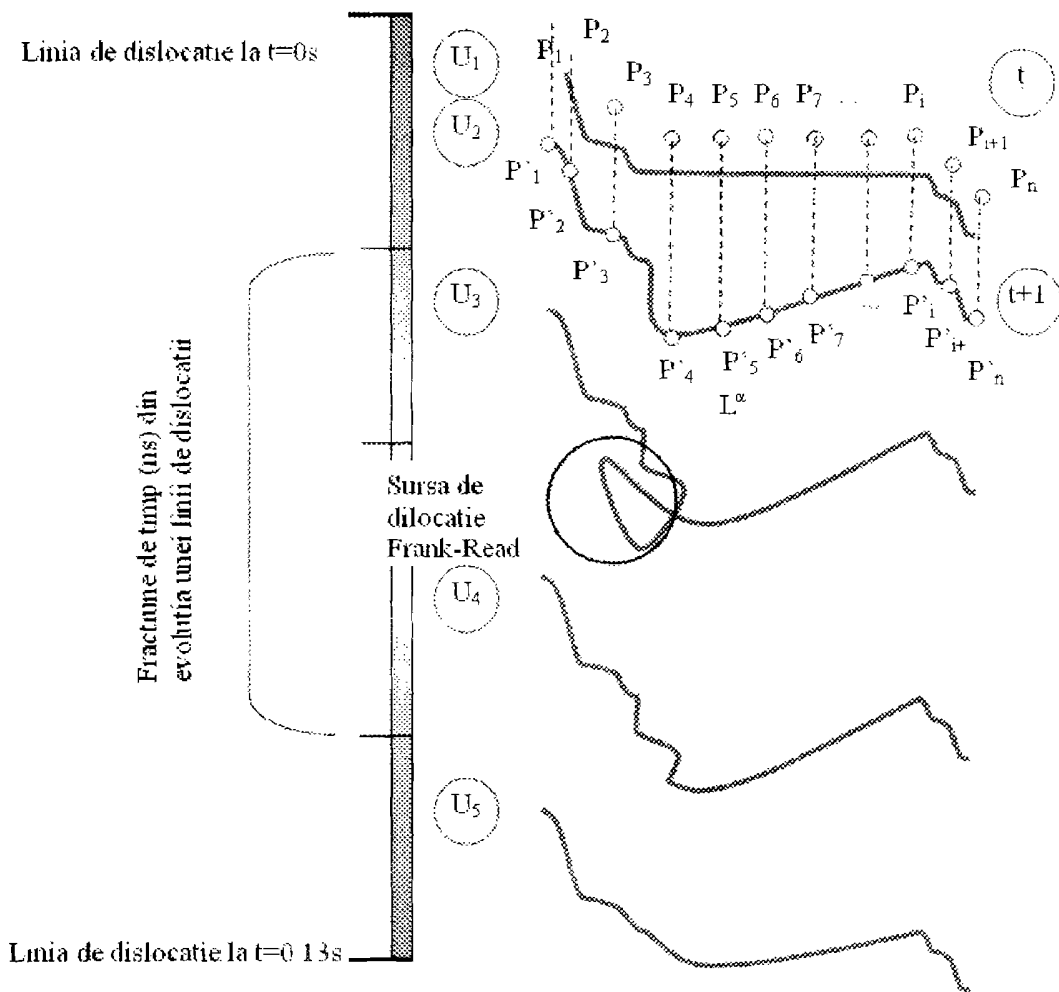 Linia de dislocatie la t=0s
U₁
U₂
P₁
P₂
P₃
P₄
P₅
P₆
P₇
...
Pᵢ
Pᵢ₊₁
Pₙ
t
P`₁
P`₂
P`₃
P`₄
P`₅
P`₆
P`₇
...
P`ᵢ
P`ᵢ₊
P`ₙ
t+1
Lᵅ
U₃
Fractiune de timp (ns) din
evolutia unei linii de dislocatii
Sursa de
dilocatie
Frank-Read
U₄
U₅
Linia de dislocatie la t=0 13s